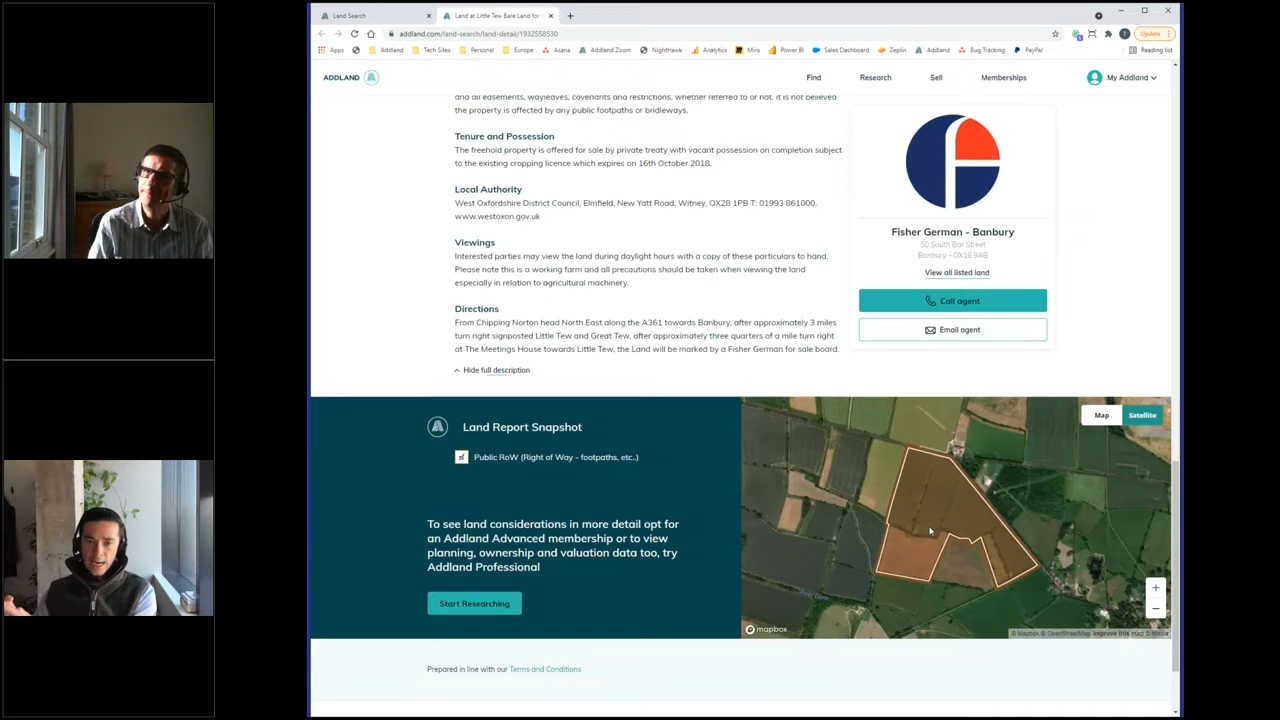 Land Search
Land at Little Tew Bare Land for
addland.com/land-search/land-detail/1932558530
Update
Apps
Addland
Tech Sites
Personal
Europe
Asana
Addland Zoom
NightHawk
Analytics
Miro
Power BI
Sales Dashboard
Zeplin
Addland
Bug Tracking
PayPal
Reading list
ADDLAND
Find
Research
Sell
Memberships
My Addland
and all easements, wayleaves, covenants and restrictions, whether referred to or not. It is not believed
the property is affected by any public footpaths or bridleways.
Tenure and Possession
The freehold property is offered for sale by private treaty with vacant possession on completion subject
to the existing cropping licence which expires on 16th October 2018.
Local Authority
West Oxfordshire District Council, Elmfield, New Yatt Road, Witney, OX28 1PB T: 01993 861000.
www.westoxon.gov.uk
Viewings
Interested parties may view the land during daylight hours with a copy of these particulars to hand.
Please note this is a working farm and all precautions should be taken when viewing the land
especially in relation to agricultural machinery.
Directions
From Chipping Norton head North East along the A361 towards Banbury, after approximately 3 miles
turn right signposted Little Tew and Great Tew, after approximately three quarters of a mile turn right
at The Meetings House towards Little Tew, the Land will be marked by a Fisher German for sale board.
Hide full description
Fisher German - Banbury
50 South Bar Street
Banbury - OX16 9AB
View all listed land
Call agent
Email agent
Land Report Snapshot
Public RoW (Right of Way - footpaths, etc..)
To see land considerations in more detail opt for
an Addland Advanced membership or to view
planning, ownership and valuation data too, try
Addland Professional
Start Researching
Map
Satellite
+
−
mapbox
© Mapbox © OpenStreetMap Improve this map
Prepared in line with our Terms and Conditions